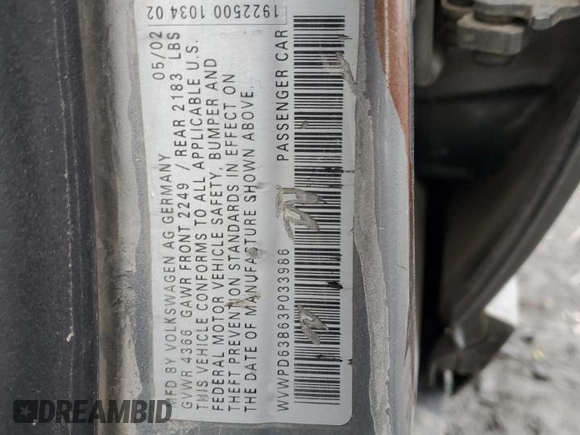 1922500 1034 02
MFD BY VOLKSWAGEN AG GERMANY 05/02
GVWR 4366 GAWR FRONT 2249 / REAR 2183 LBS
THIS VEHICLE CONFORMS TO ALL APPLICABLE U.S.
FEDERAL MOTOR VEHICLE SAFETY, BUMPER AND
THEFT PREVENTION STANDARDS IN EFFECT ON
THE DATE OF MANUFACTURE SHOWN ABOVE.
WVWPD63B63P033986 PASSENGER CAR
DREAMBID